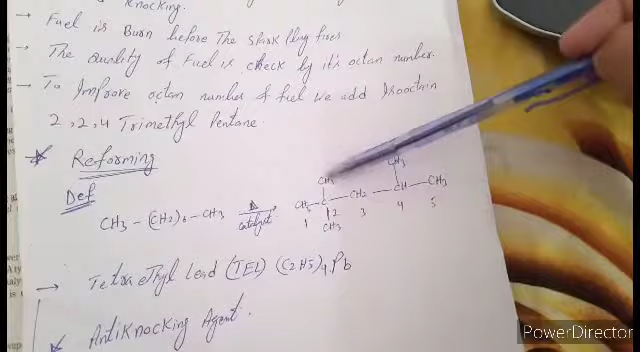 Knocking.
→ Fuel is Burn before The Spark Plug fires
→ The quality of Fuel is check by it's octan number.
→ To Improve octan number of fuel we add Isooctin
2,2,4 Trimethyl Pentane.
* Reforming
Def
CH3 CH3
CH3 – (CH2)6 – CH3 Δ catalyst → CH3 – C – CH2 – CH – CH3
1 2 3 4 5
CH3
→ Tetra ethyl Lead (TEL) (C2H5)4Pb
* AntiKnocking Agent.
PowerDirector